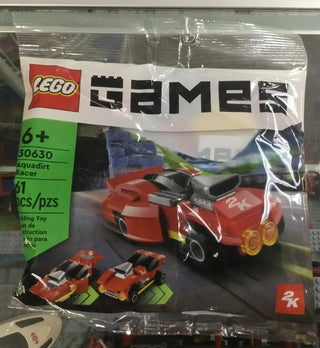 LEGO
GAMES
6+
30630
Aquadirt
Racer
61
pcs/pzs
2K
2K